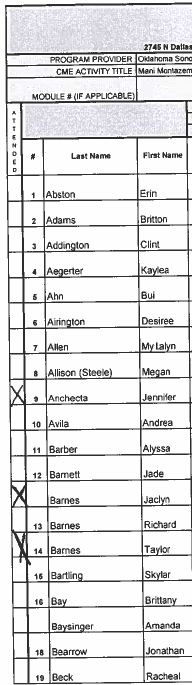 2745 N Dallas
PROGRAM PROVIDER Oklahoma Sono
CME ACTIVITY TITLE Mani Montazem
MODULE # (IF APPLICABLE)
ATTENDED # Last Name First Name
1 Abston Erin
2 Adams Britton
3 Addington Clint
4 Aegerter Kaylea
5 Ahn Bui
6 Airington Desiree
7 Allen My Lalyn
8 Allison (Steele) Megan
X 9 Anchecta Jennifer
10 Avila Andrea
11 Barber Alyssa
12 Barnett Jade
X Barnes Jaclyn
13 Barnes Richard
X 14 Barnes Taylor
15 Bartling Skylar
16 Bay Brittany
Baysinger Amanda
18 Bearrow Jonathan
19 Beck Racheal